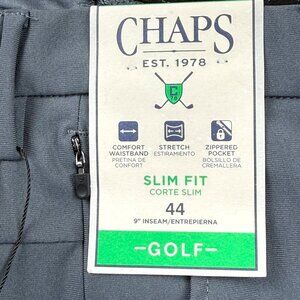 CHAPS
EST. 1978
COMFORT WAISTBAND
PRETINA DE CONFORT
STRETCH
ESTIRAMIENTO
ZIPPERED POCKET
BOLSILLO DE CREMALLERA
SLIM FIT
CORTE SLIM
44
9" INSEAM/ENTREPIERNA
-GOLF-